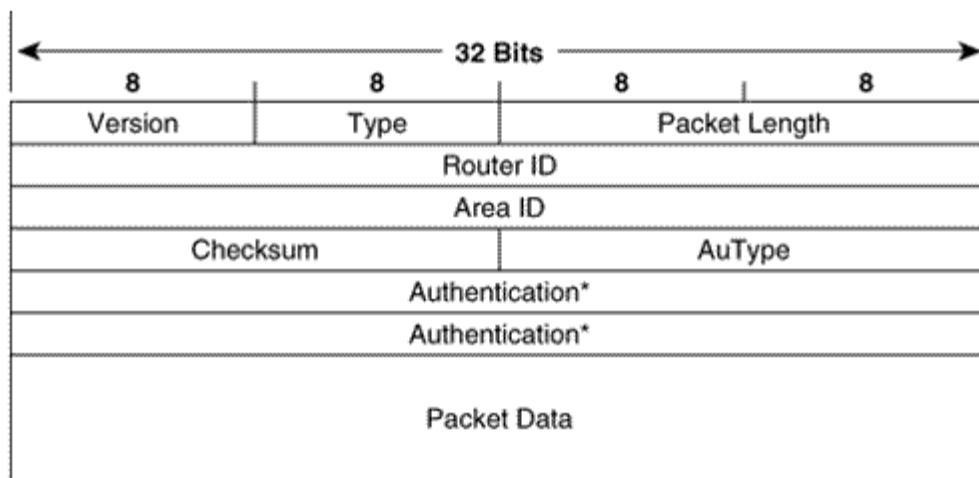 32 Bits
8 8 8 8
Version Type Packet Length
Router ID
Area ID
Checksum AuType
Authentication*
Authentication*
Packet Data